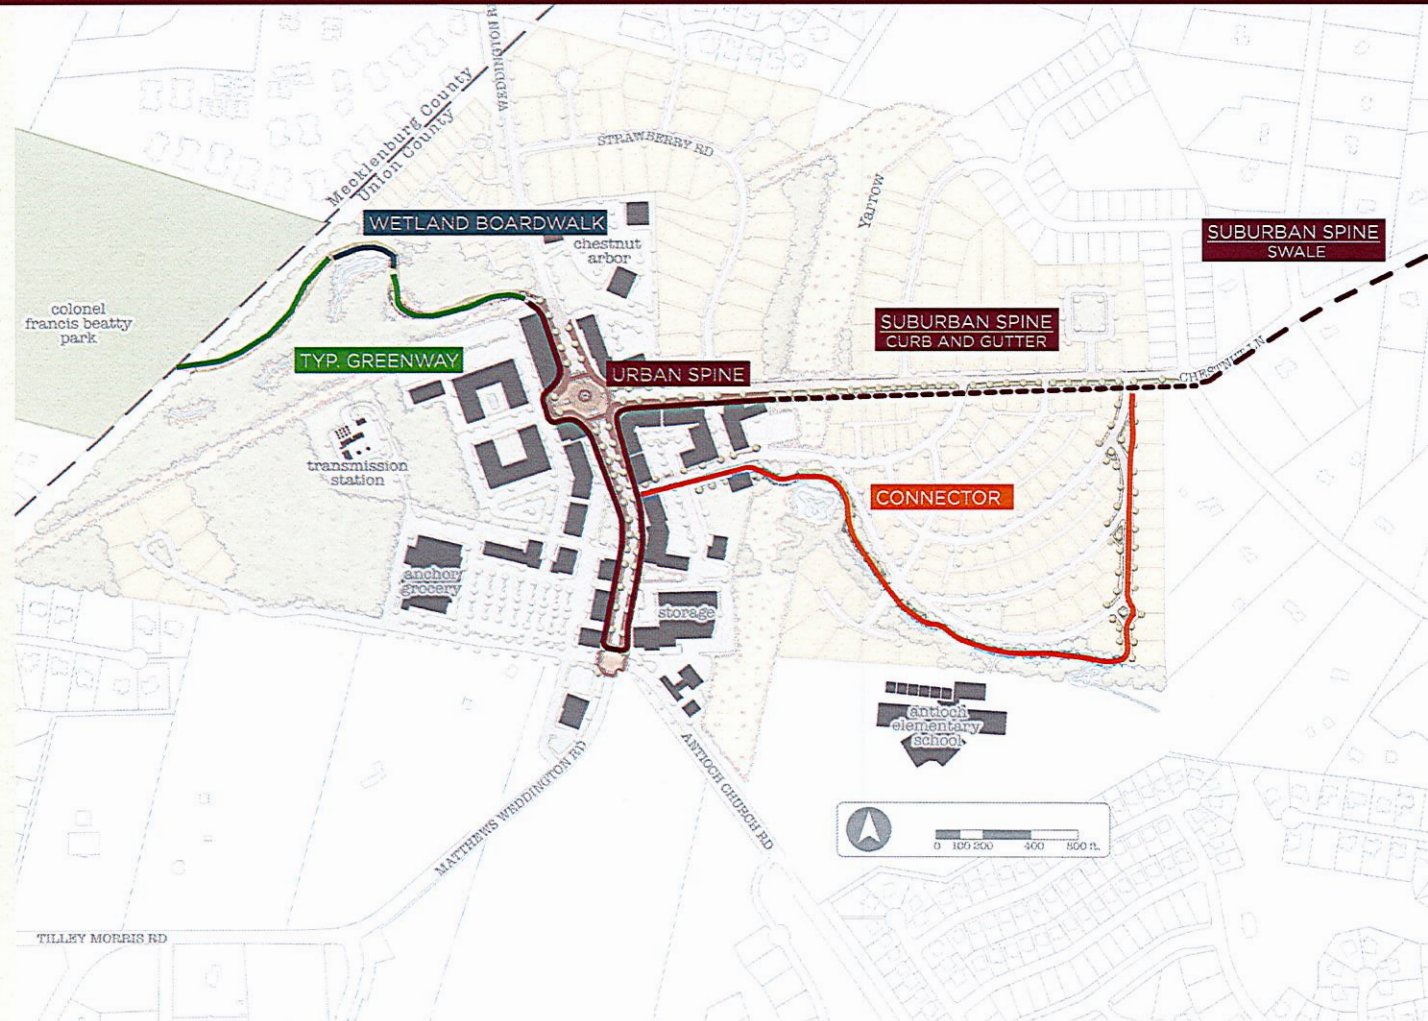 WEDDINGTON R
Mecklenburg County
Union County
STRAWBERRY RD
Yarrow
WETLAND BOARDWALK
chestnut
arbor
SUBURBAN SPINE
SWALE
colonel
francis beatty
park
SUBURBAN SPINE
CURB AND GUTTER
TYP. GREENWAY
URBAN SPINE
CHESTNUT LN
transmission
station
CONNECTOR
anchor
grocery
storage
antioch
elementary
school
MATTHEWS WEDDINGTON RD
ANTIOCH CHURCH RD
0 100 200 400 800 ft.
TILLEY MORRIS RD